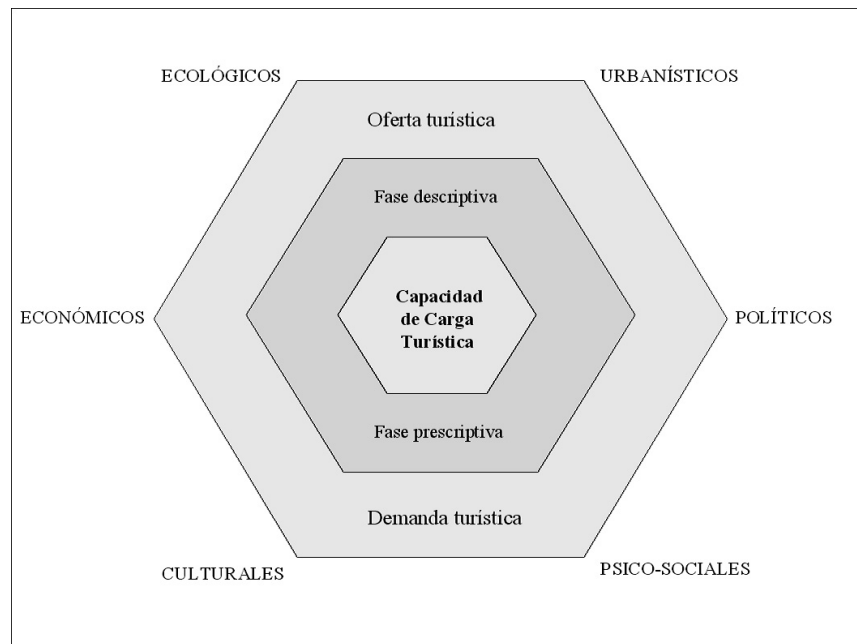 ECOLÓGICOS
URBANÍSTICOS
Oferta turística
Fase descriptiva
Capacidad
de Carga
Turística
ECONÓMICOS
POLÍTICOS
Fase prescriptiva
Demanda turística
CULTURALES
PSICO-SOCIALES